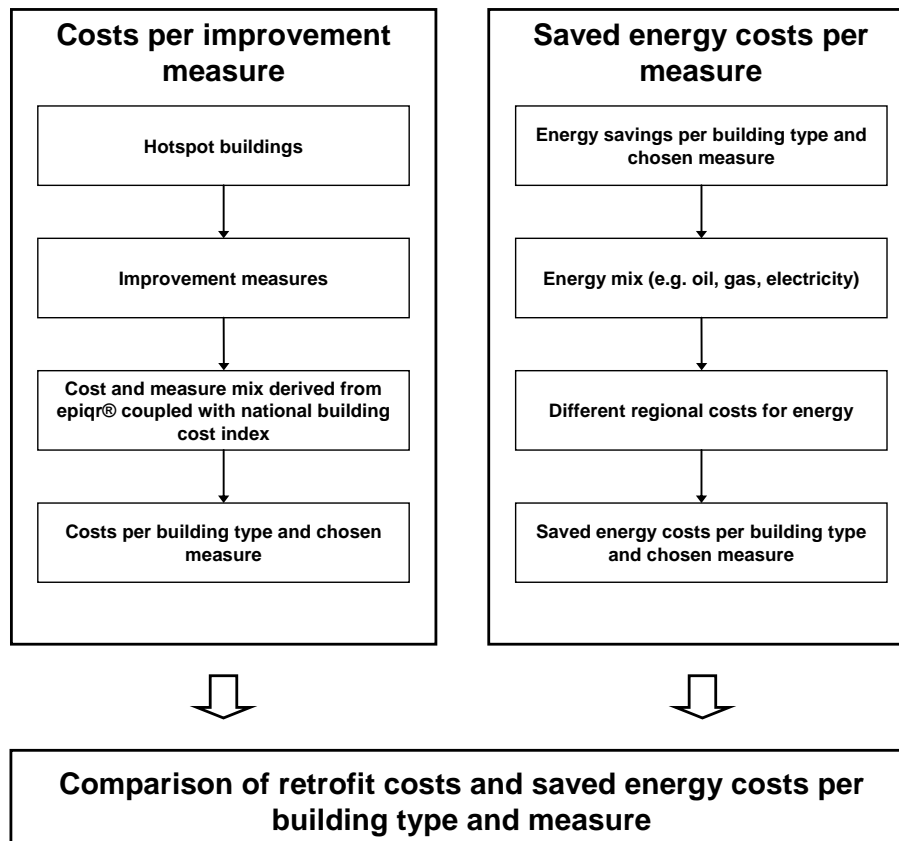 Costs per improvement
measure
Hotspot buildings
Improvement measures
Cost and measure mix derived from
epiqr® coupled with national building
cost index
Costs per building type and chosen
measure
Saved energy costs per
measure
Energy savings per building type and
chosen measure
Energy mix (e.g. oil, gas, electricity)
Different regional costs for energy
Saved energy costs per building type
and chosen measure
Comparison of retrofit costs and saved energy costs per
building type and measure